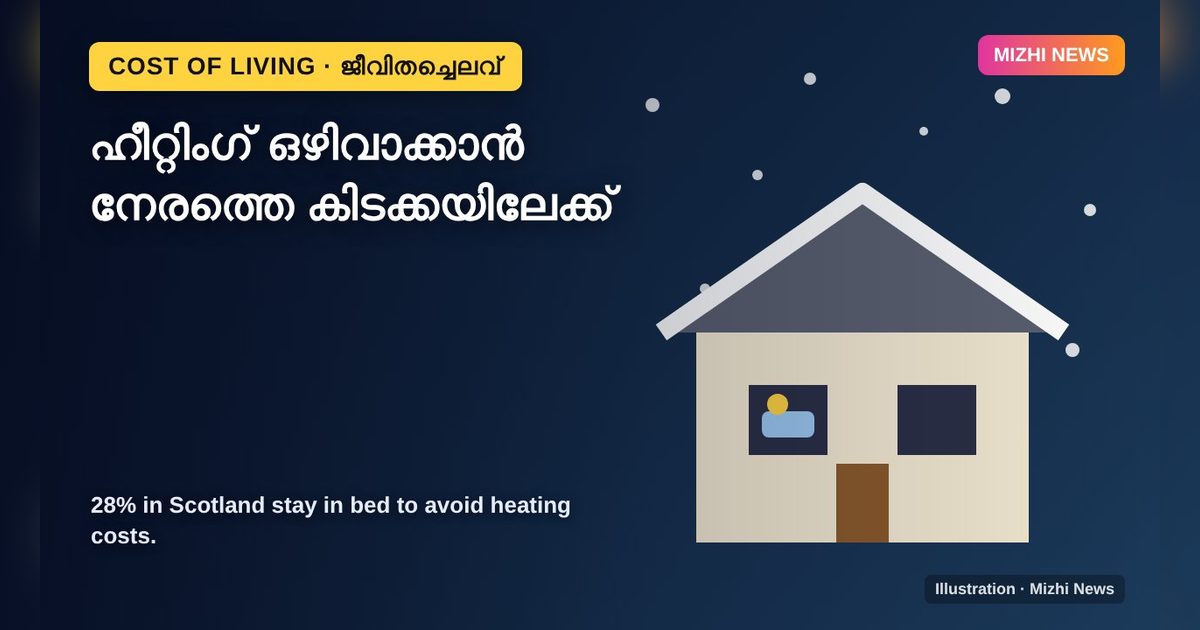 COST OF LIVING · ജീവിതച്ചെലവ്
MIZHI NEWS
ഹീറ്റിംഗ് ഒഴിവാക്കാൻ
നേരത്തെ കിടക്കയിലേക്ക്
28% in Scotland stay in bed to avoid heating
costs.
Illustration · Mizhi News